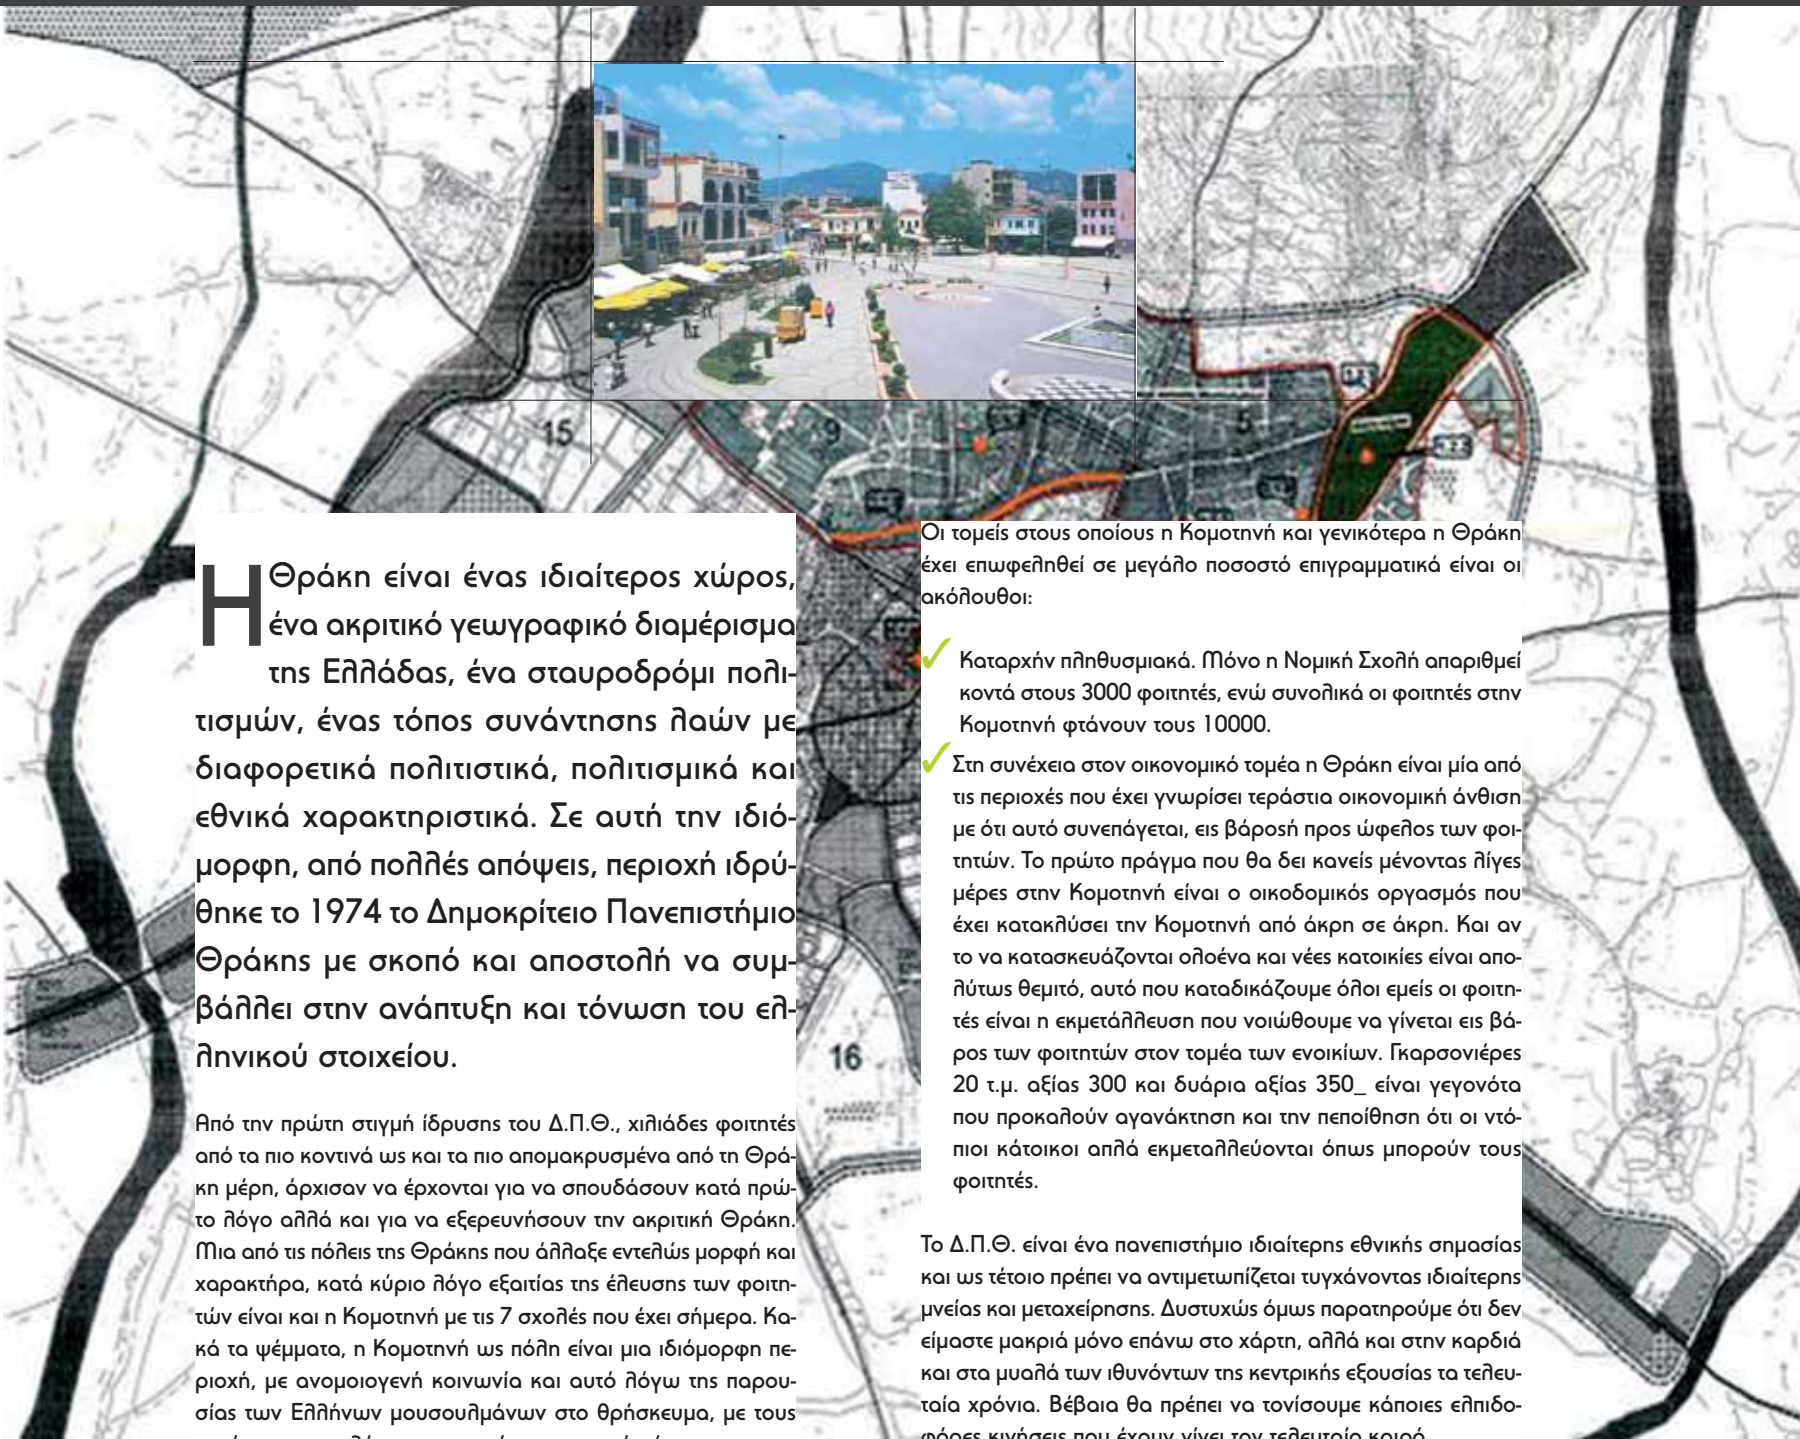 15
9
5
1.2.3
Η Θράκη είναι ένας ιδιαίτερος χώρος,
ένα ακριτικό γεωγραφικό διαμέρισμα
της Ελλάδας, ένα σταυροδρόμι πολι-
τισμών, ένας τόπος συνάντησης λαών με
διαφορετικά πολιτιστικά, πολιτισμικά και
εθνικά χαρακτηριστικά. Σε αυτή την ιδιό-
μορφη, από πολλές απόψεις, περιοχή ιδρύ-
θηκε το 1974 το Δημοκρίτειο Πανεπιστήμιο
Θράκης με σκοπό και αποστολή να συμ-
βάλλει στην ανάπτυξη και τόνωση του ελ-
ληνικού στοιχείου.
Από την πρώτη στιγμή ίδρυσης του Δ.Π.Θ., χιλιάδες φοιτητές
από τα πιο κοντινά ως και τα πιο απομακρυσμένα από τη Θρά-
κη μέρη, άρχισαν να έρχονται για να σπουδάσουν κατά πρώ-
το λόγο αλλά και για να εξερευνήσουν την ακριτική Θράκη.
Μια από τις πόλεις της Θράκης που άλλαξε εντελώς μορφή και
χαρακτήρα, κατά κύριο λόγο εξαιτίας της έλευσης των φοιτη-
τών είναι και η Κομοτηνή με τις 7 σχολές που έχει σήμερα. Κα-
κά τα ψέμματα, η Κομοτηνή ως πόλη είναι μια ιδιόμορφη πε-
ριοχή, με ανομοιογενή κοινωνία και αυτό λόγω της παρου-
σίας των Ελλήνων μουσουλμάνων στο θρήσκευμα, με τους
16
Οι τομείς στους οποίους η Κομοτηνή και γενικότερα η Θράκη
έχει επωφεληθεί σε μεγάλο ποσοστό επιγραμματικά είναι οι
ακόλουθοι:
✓ Καταρχήν πληθυσμιακά. Μόνο η Νομική Σχολή απαριθμεί
κοντά στους 3000 φοιτητές, ενώ συνολικά οι φοιτητές στην
Κομοτηνή φτάνουν τους 10000.
✓ Στη συνέχεια στον οικονομικό τομέα η Θράκη είναι μία από
τις περιοχές που έχει γνωρίσει τεράστια οικονομική άνθιση
με ότι αυτό συνεπάγεται, εις βάροςή προς ώφελος των φοι-
τητών. Το πρώτο πράγμα που θα δει κανείς μένοντας λίγες
μέρες στην Κομοτηνή είναι ο οικοδομικός οργασμός που
έχει κατακλύσει την Κομοτηνή από άκρη σε άκρη. Και αν
το να κατασκευάζονται ολοένα και νέες κατοικίες είναι απο-
λύτως θεμιτό, αυτό που καταδικάζουμε όλοι εμείς οι φοιτη-
τές είναι η εκμετάλλευση που νοιώθουμε να γίνεται εις βά-
ρος των φοιτητών στον τομέα των ενοικίων. Γκαρσονιέρες
20 τ.μ. αξίας 300 και δυάρια αξίας 350_ είναι γεγονότα
που προκαλούν αγανάκτηση και την πεποίθηση ότι οι ντό-
πιοι κάτοικοι απλά εκμεταλλεύονται όπως μπορούν τους
φοιτητές.
Το Δ.Π.Θ. είναι ένα πανεπιστήμιο ιδιαίτερης εθνικής σημασίας
και ως τέτοιο πρέπει να αντιμετωπίζεται τυγχάνοντας ιδιαίτερης
μνείας και μεταχείρησης. Δυστυχώς όμως παρατηρούμε ότι δεν
είμαστε μακριά μόνο επάνω στο χάρτη, αλλά και στην καρδιά
και στα μυαλά των ιθυνόντων της κεντρικής εξουσίας τα τελευ-
ταία χρόνια. Βέβαια θα πρέπει να τονίσουμε κάποιες ελπιδο-
φόρες κινήσεις που έχουν γίνει τον τελευταίο καιρό